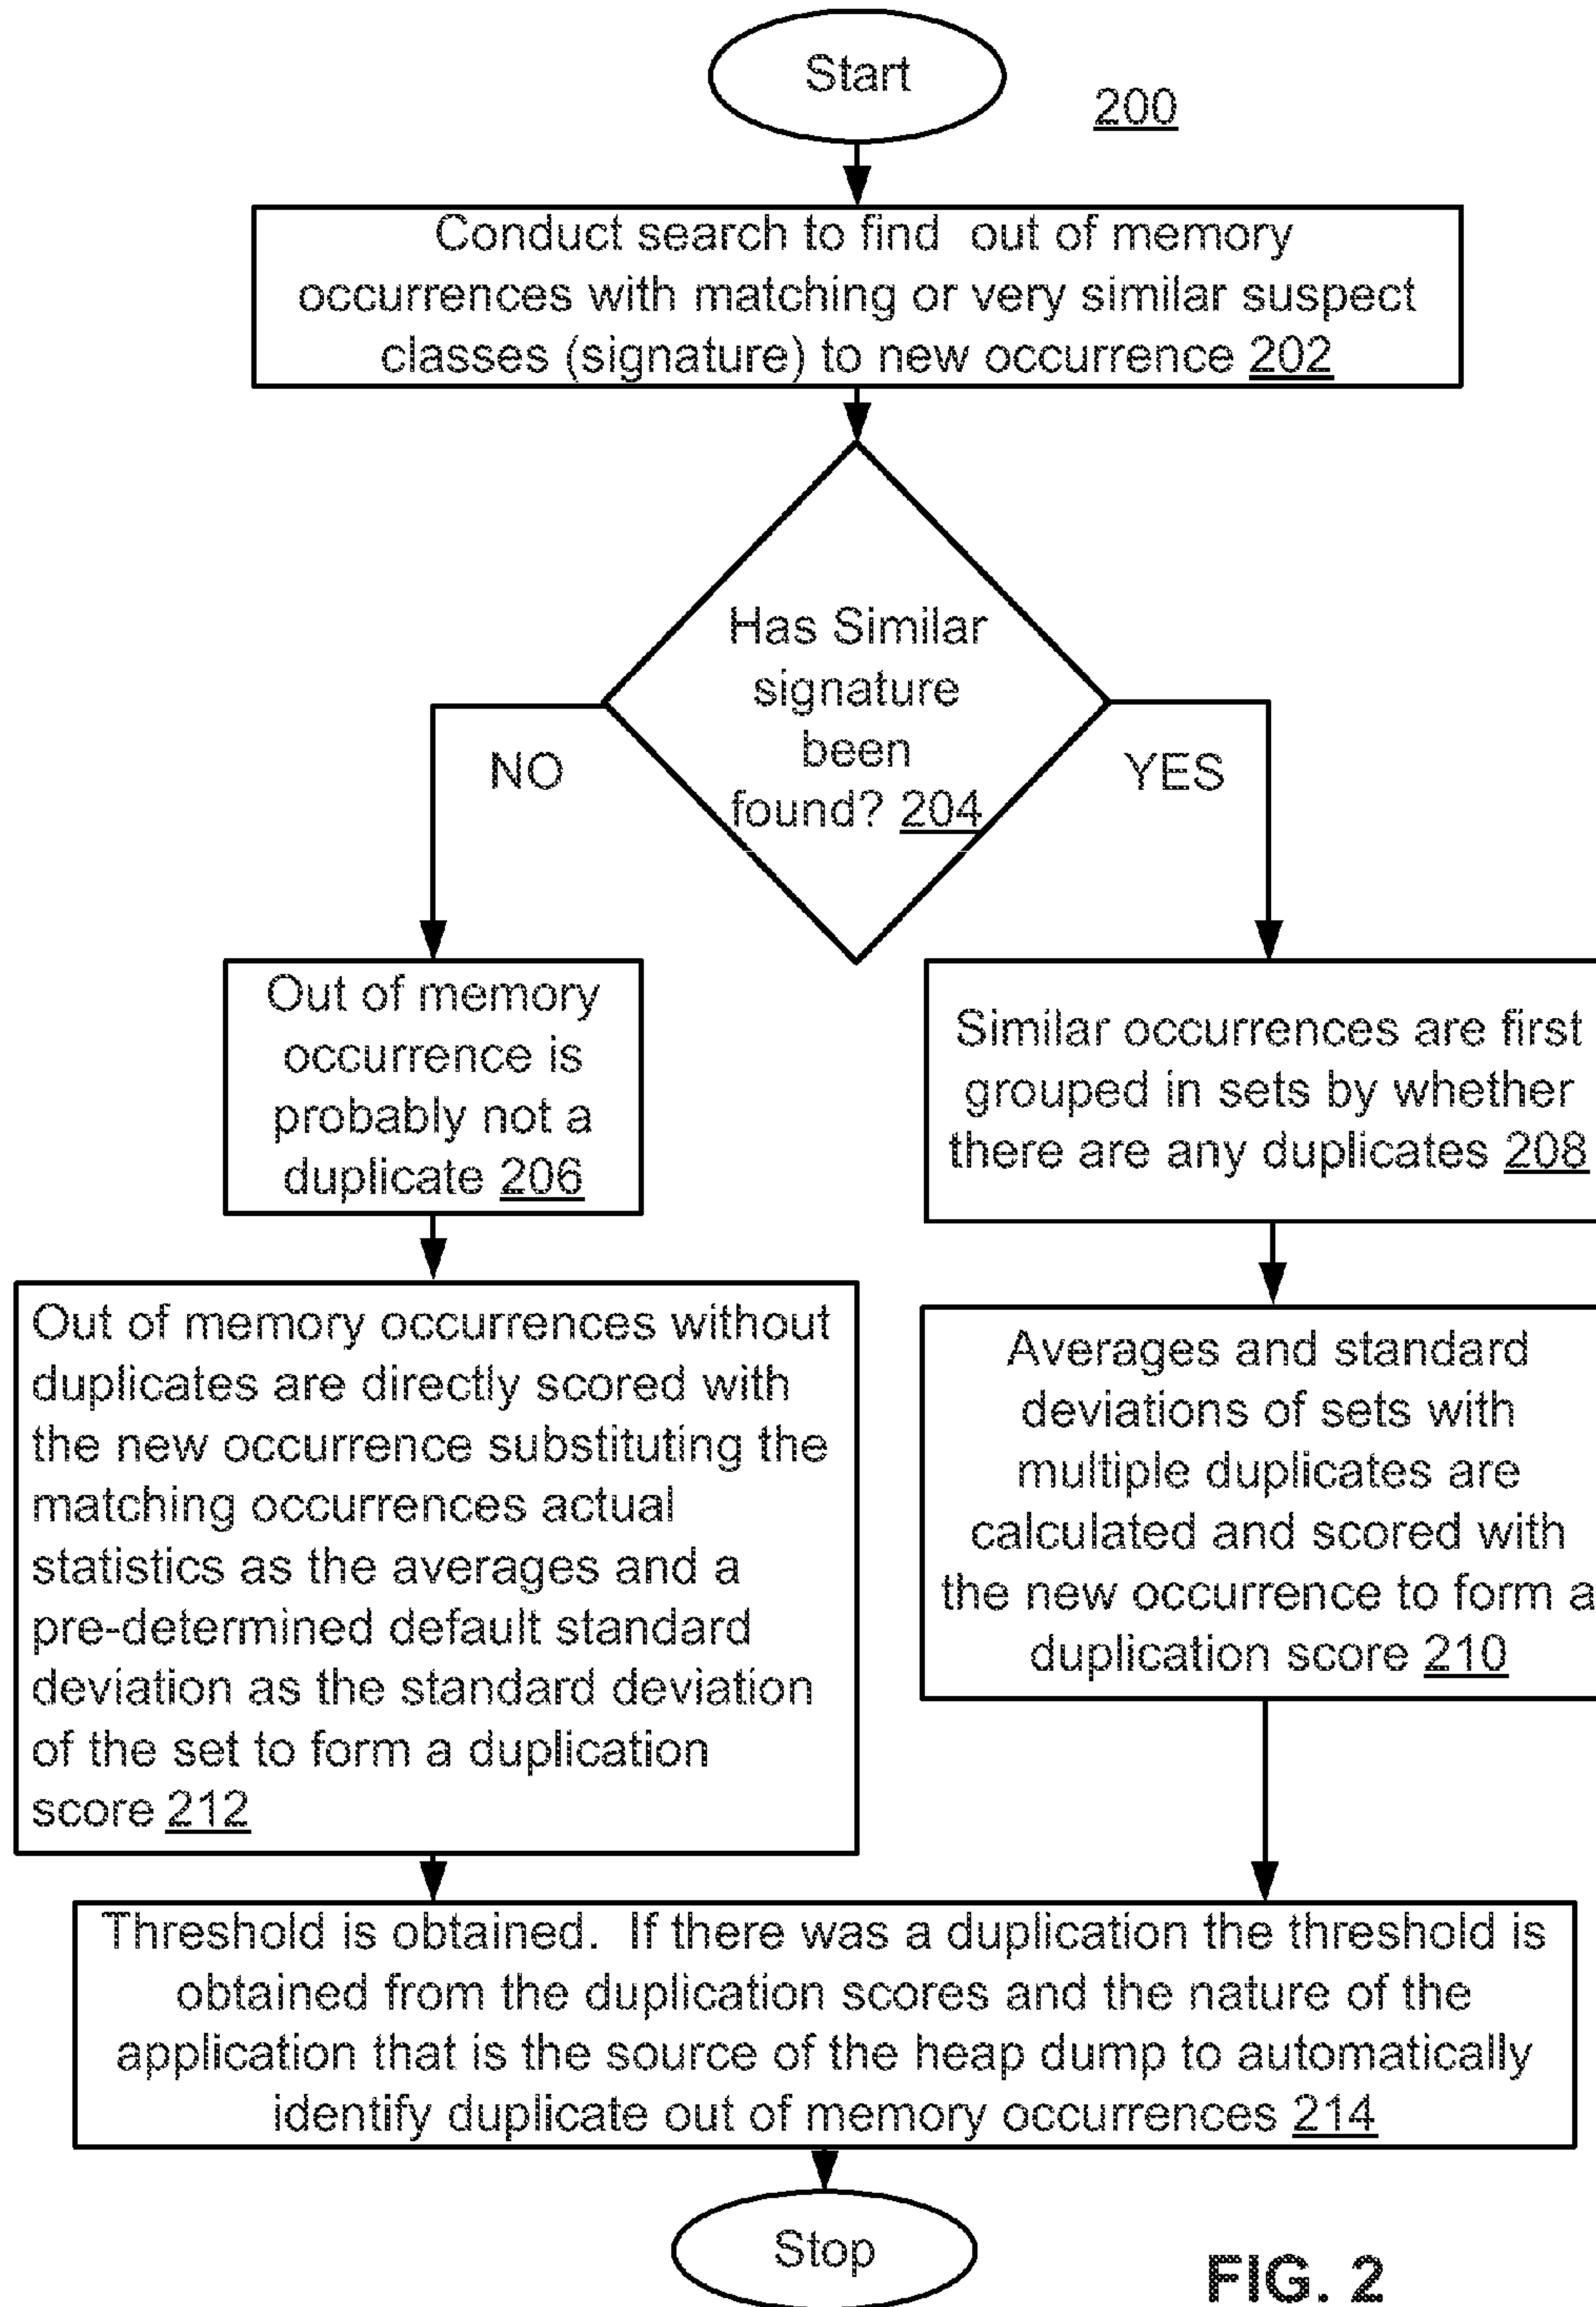 Start
200
Conduct search to find out of memory
occurrences with matching or very similar suspect
classes (signature) to new occurrence 202
Has Similar
signature
been
found? 204
NO
YES
Out of memory
occurrence is
probably not a
duplicate 206
Similar occurrences are first
grouped in sets by whether
there are any duplicates 208
Out of memory occurrences without
duplicates are directly scored with
the new occurrence substituting the
matching occurrences actual
statistics as the averages and a
pre-determined default standard
deviation as the standard deviation
of the set to form a duplication
score 212
Averages and standard
deviations of sets with
multiple duplicates are
calculated and scored with
the new occurrence to form a
duplication score 210
Threshold is obtained. If there was a duplication the threshold is
obtained from the duplication scores and the nature of the
application that is the source of the heap dump to automatically
identify duplicate out of memory occurrences 214
Stop
FIG. 2